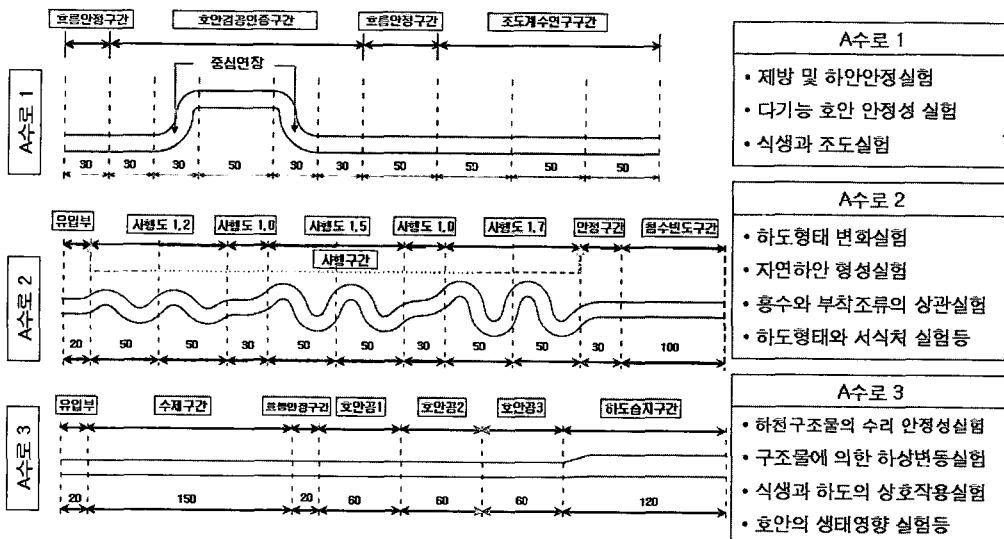 흐름안정구간 호안검공인증구간 흐름안정구간 조도계수연구구간
중심연장
A수로 1
30 30 30 50 50 30 30 50 50 50 50
A수로 1
• 제방 및 하안안정실험
• 다기능 호안 안정성 실험
• 식생과 조도실험
유입부 사행도 1.2 사행도 1.0 사행도 1.5 사행도 1.0 사행도 1.7 안정구간 침수빈도구간
사행구간
A수로 2
20 50 50 30 50 50 30 50 50 30 100
A수로 2
• 하도형태 변화실험
• 자연하안 형성실험
• 홍수와 부착조류의 상관실험
• 하도형태와 서식처 실험등
유입부 수제구간 흐름안정구간 호안공1 호안공2 호안공3 하도습지구간
A수로 3
20 150 20 60 60 60 120
A수로 3
• 하천구조물의 수리 안정성실험
• 구조물에 의한 하상변동실험
• 식생과 하도의 상호작용실험
• 호안의 생태영향 실험등